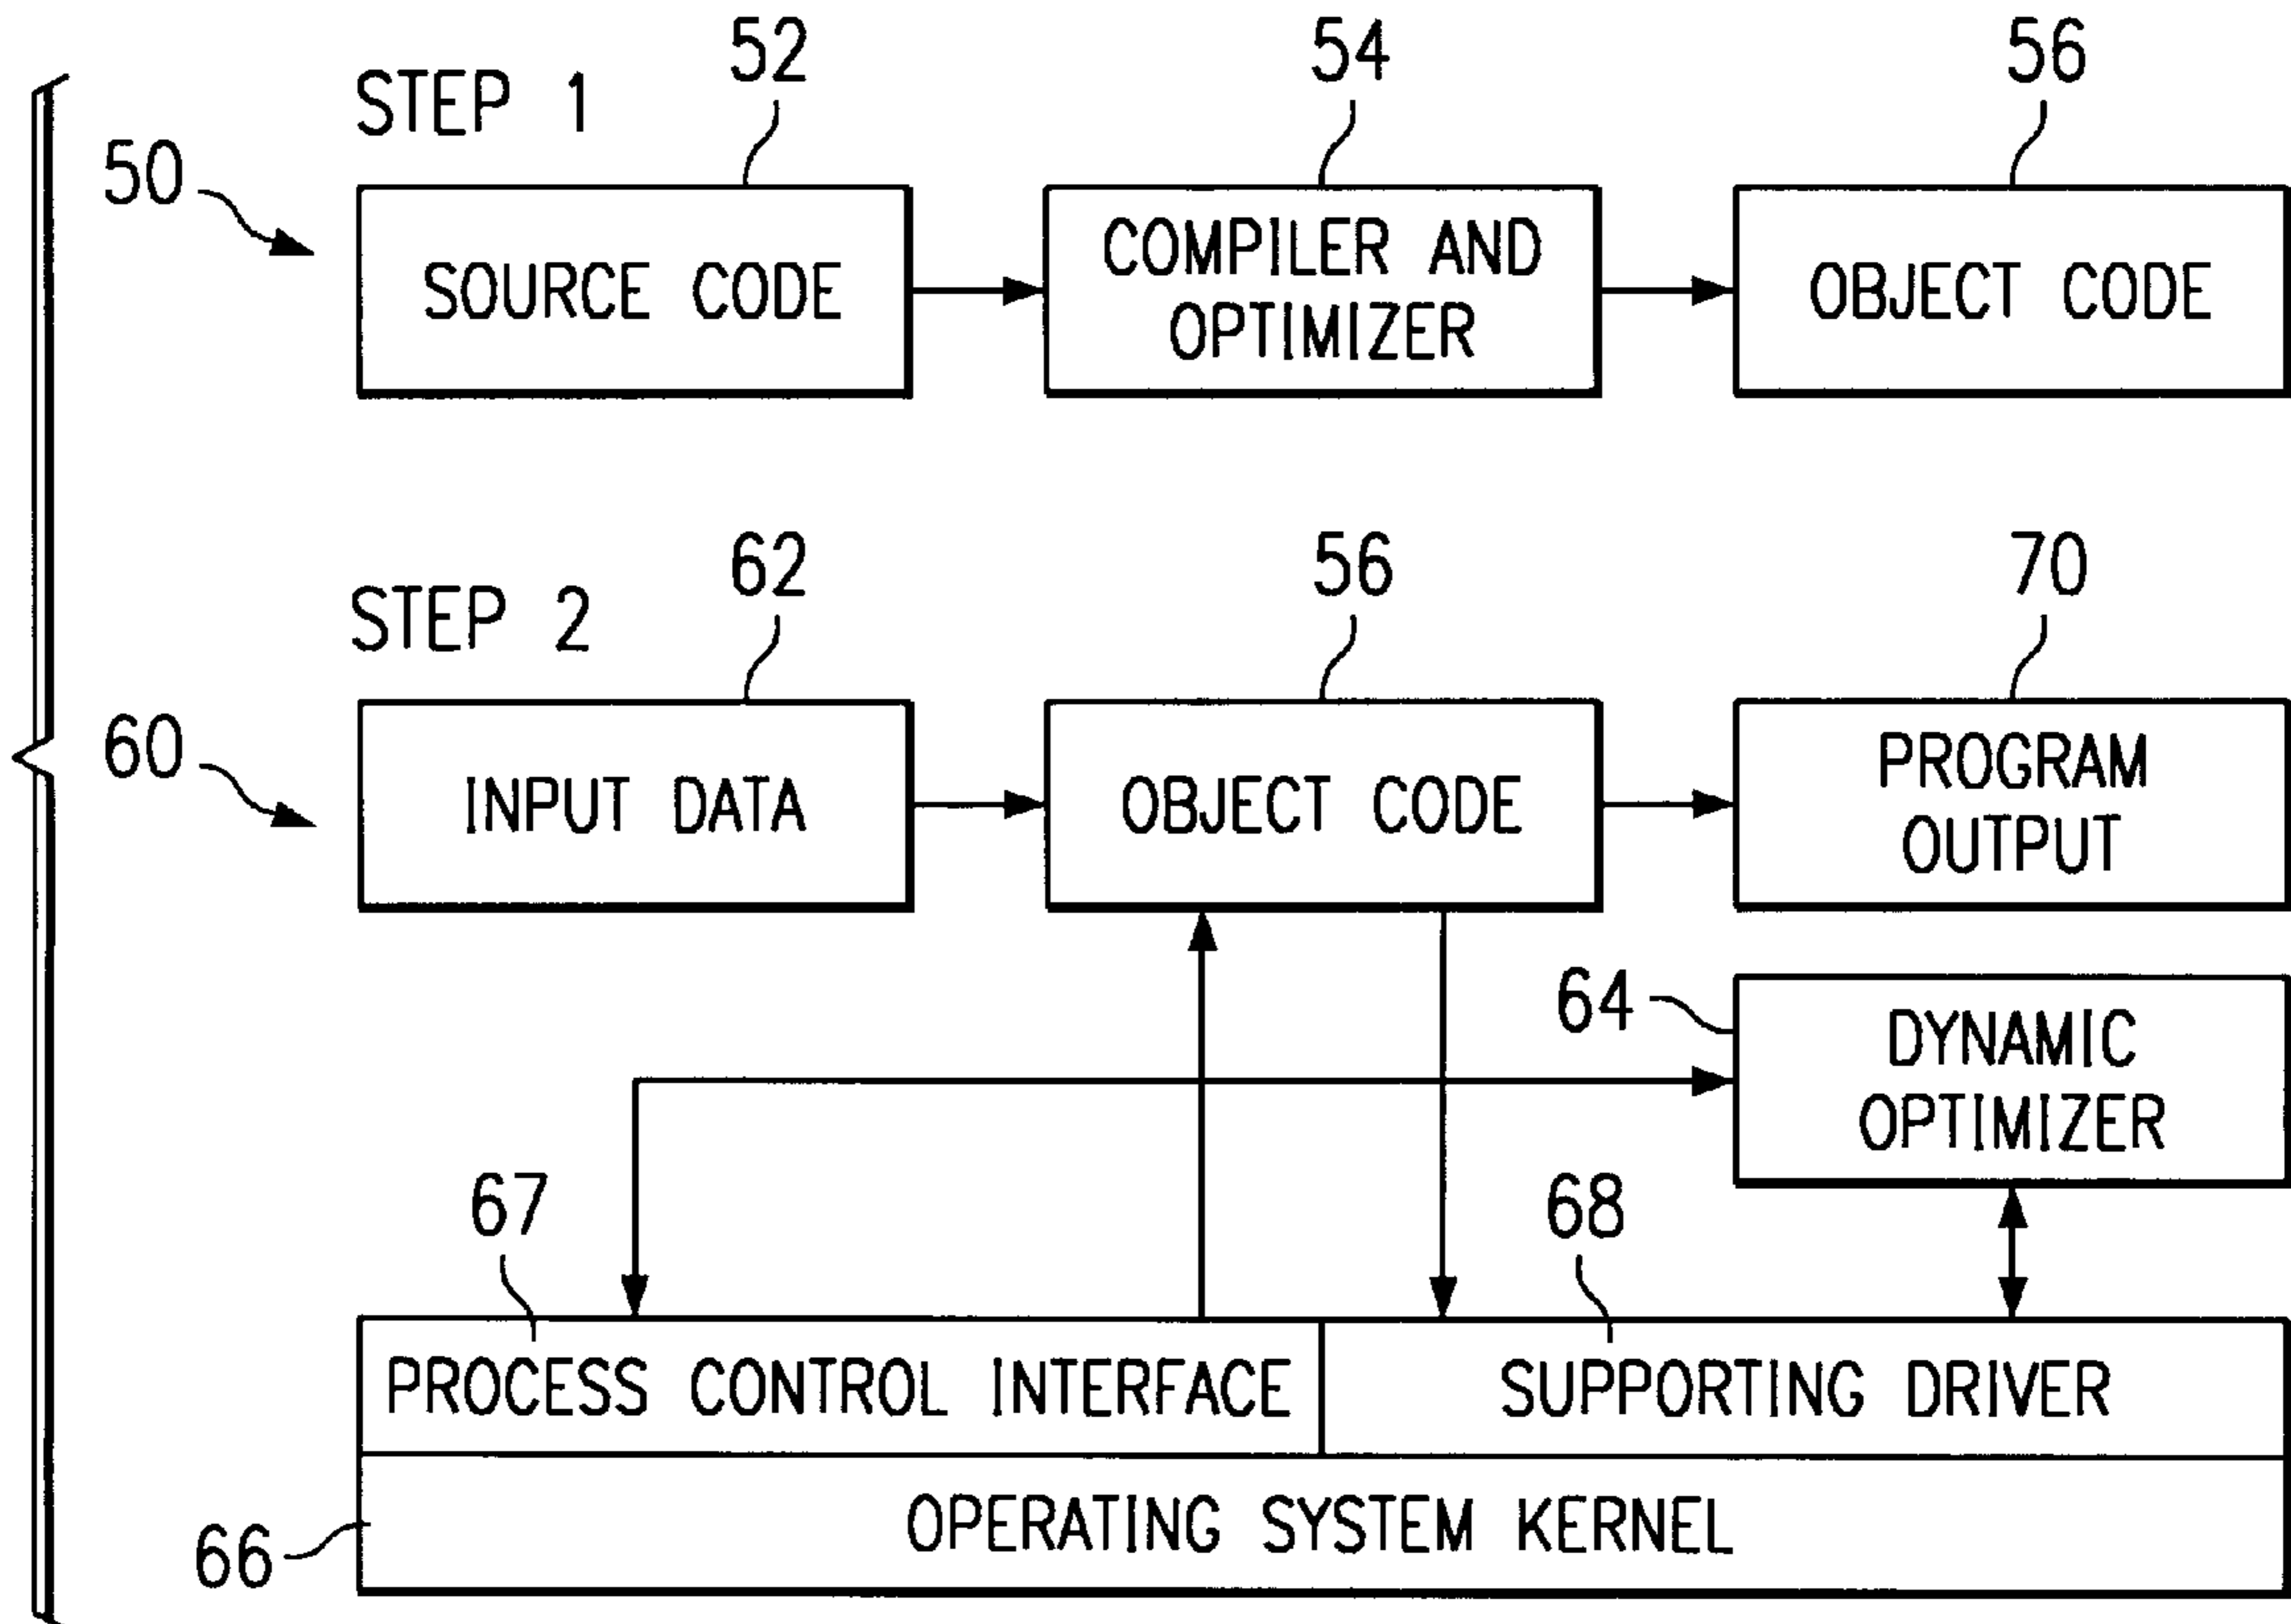 52
54
56
STEP 1
50
SOURCE CODE
COMPILER AND
OPTIMIZER
OBJECT CODE
62
56
70
STEP 2
60
INPUT DATA
OBJECT CODE
PROGRAM
OUTPUT
64
DYNAMIC
OPTIMIZER
67
68
PROCESS CONTROL INTERFACE
SUPPORTING DRIVER
OPERATING SYSTEM KERNEL
66